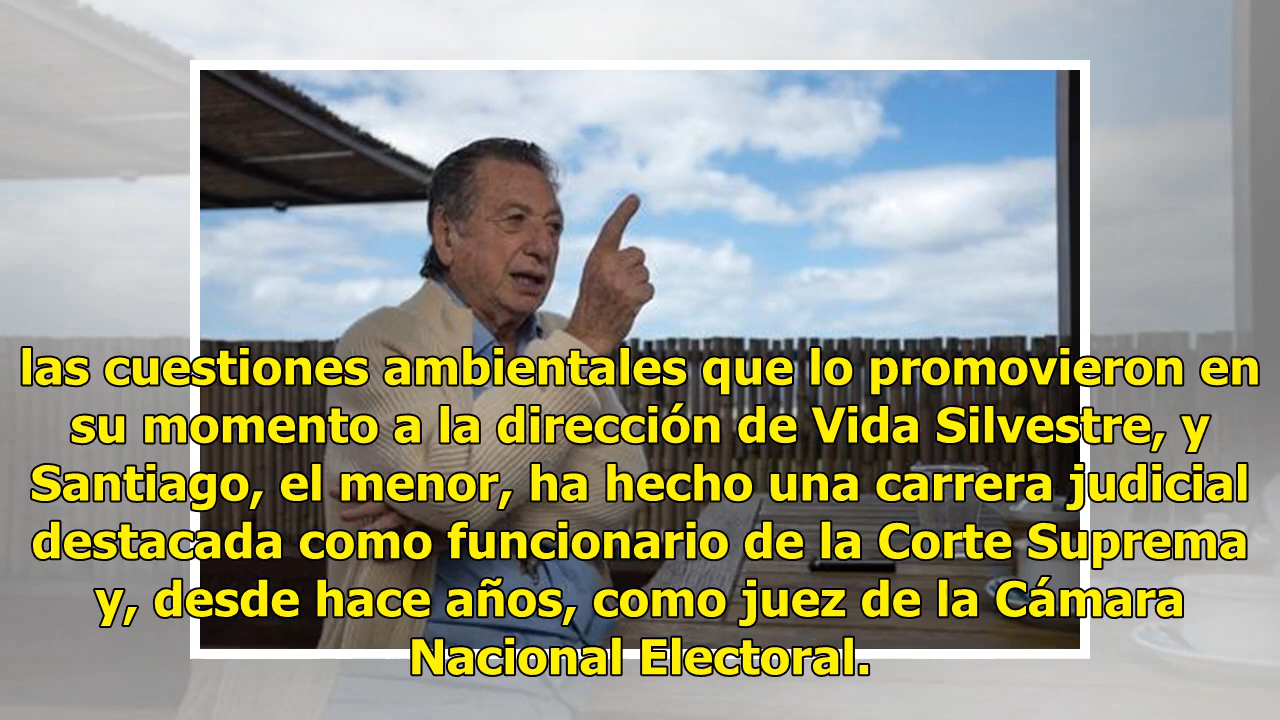 las cuestiones ambientales que lo promovieron en
su momento a la dirección de Vida Silvestre, y
Santiago, el menor, ha hecho una carrera judicial
destacada como funcionario de la Corte Suprema
y, desde hace años, como juez de la Cámara
Nacional Electoral.